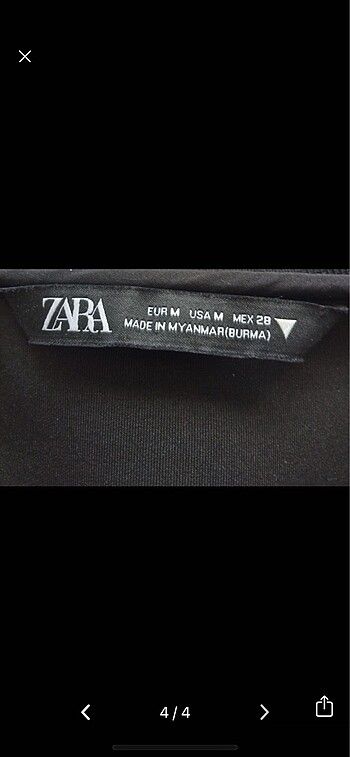 ZARA
EUR M USA M MEX 28
MADE IN MYANMAR(BURMA)
4/4